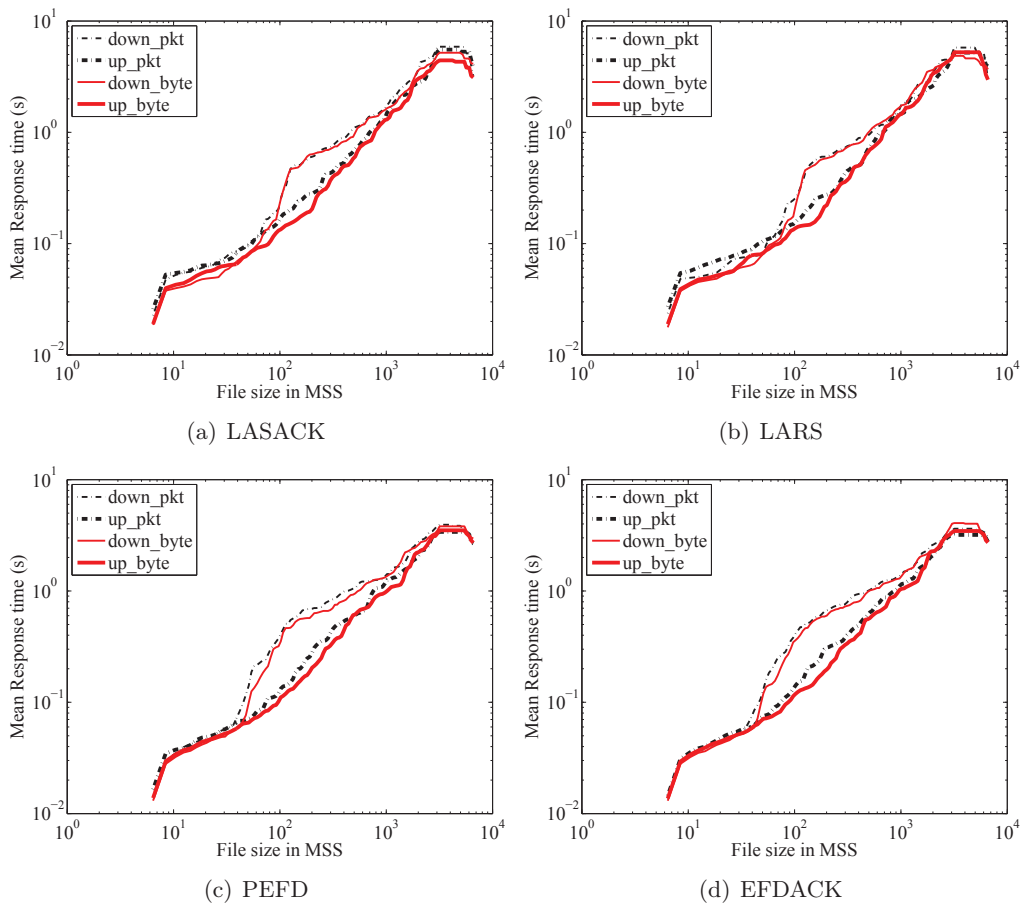 10^1
10^0
10^-1
10^-2
Mean Response time (s)
down_pkt
up_pkt
down_byte
up_byte
10^0 10^1 10^2 10^3 10^4
File size in MSS
(a) LASACK
10^1
10^0
10^-1
10^-2
Mean Response time (s)
down_pkt
up_pkt
down_byte
up_byte
10^0 10^1 10^2 10^3 10^4
File size in MSS
(b) LARS
10^1
10^0
10^-1
10^-2
Mean Response time (s)
down_pkt
up_pkt
down_byte
up_byte
10^0 10^1 10^2 10^3 10^4
File size in MSS
(c) PEFD
10^1
10^0
10^-1
10^-2
Mean Response time (s)
down_pkt
up_pkt
down_byte
up_byte
10^0 10^1 10^2 10^3 10^4
File size in MSS
(d) EFDACK